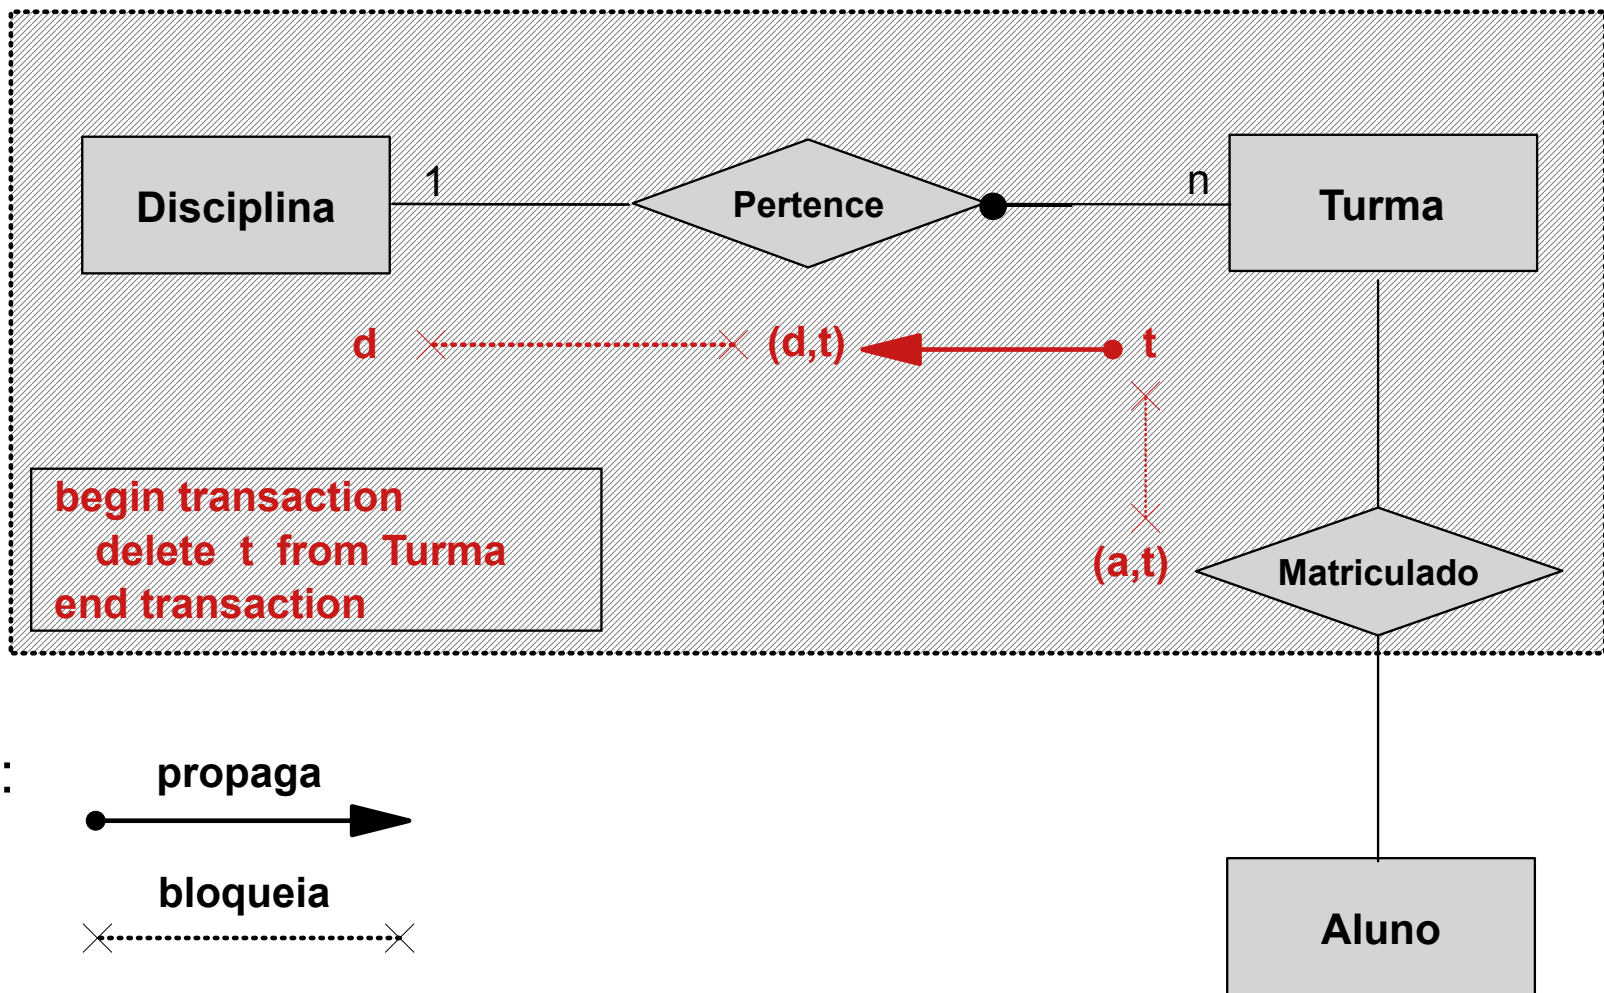 Disciplina
1
Pertence
n
Turma
d
(d,t)
t
begin transaction
delete t from Turma
end transaction
(a,t)
Matriculado
:
propaga
bloqueia
Aluno